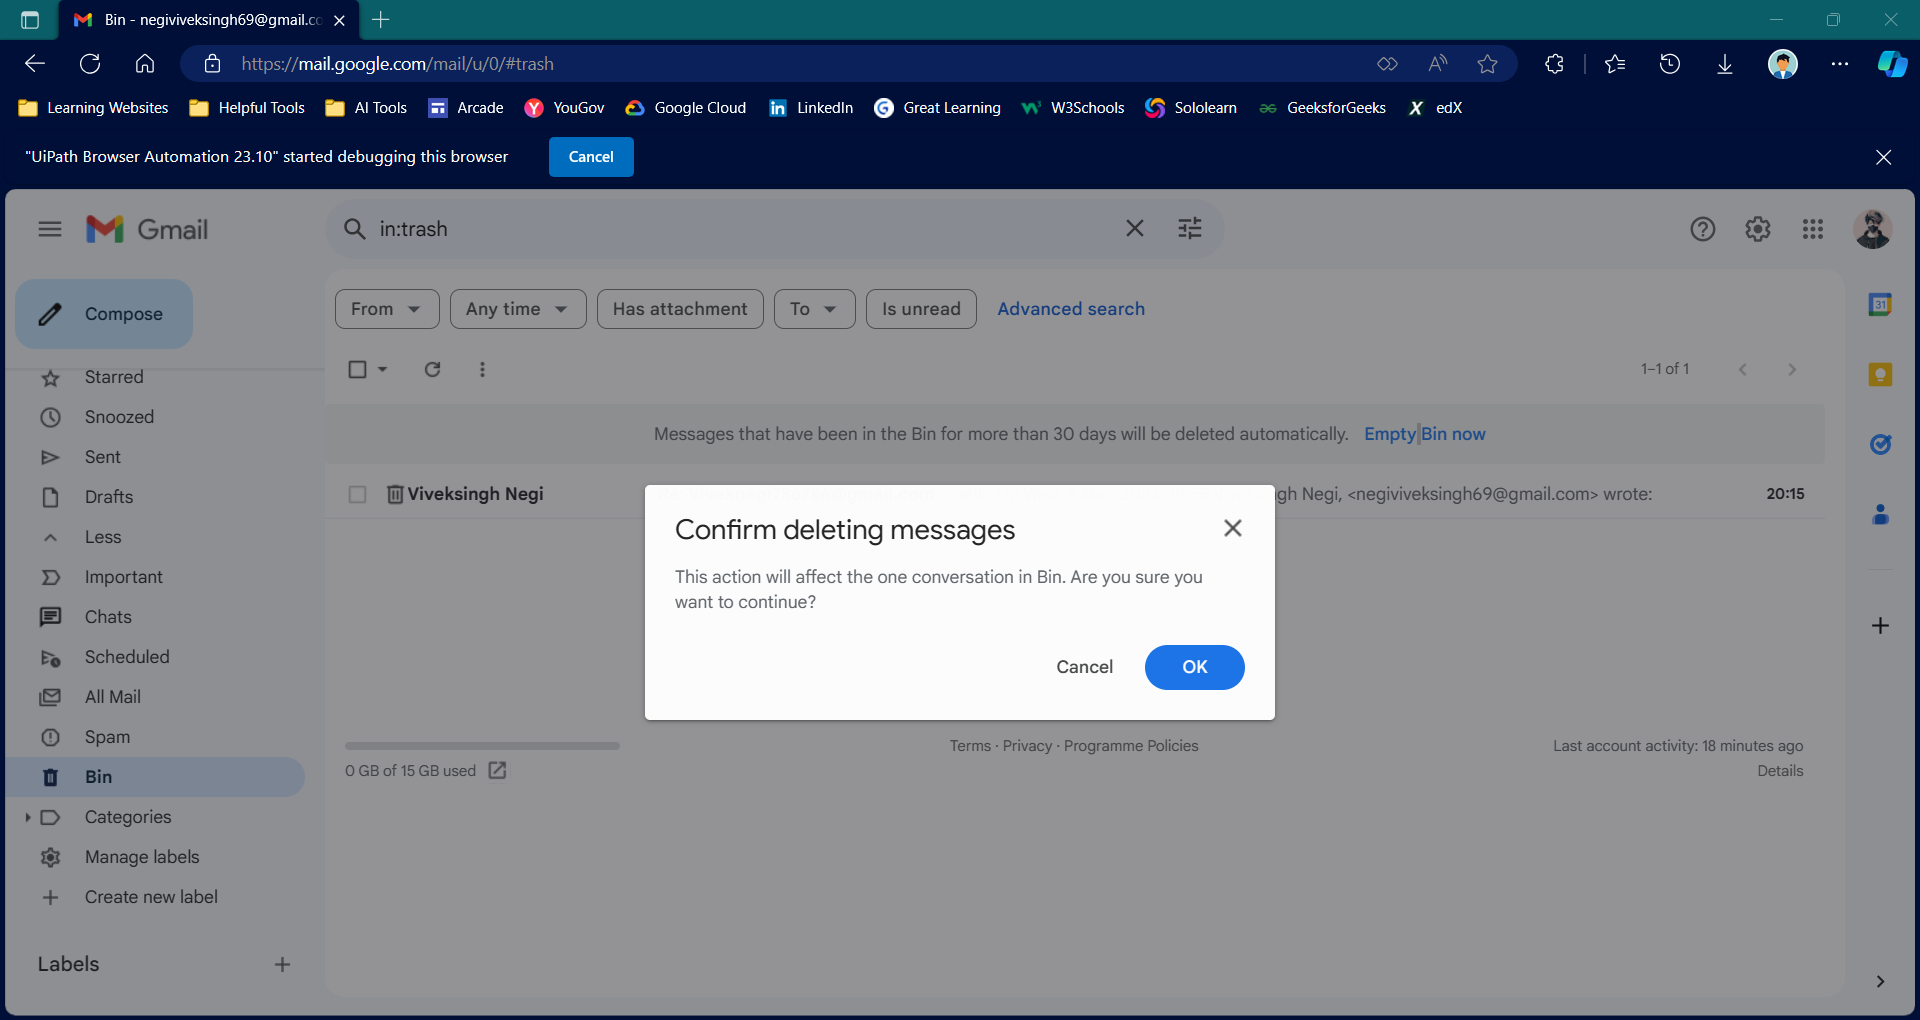 Bin - negiviveksingh69@gmail.co
https://mail.google.com/mail/u/0/#trash
Learning Websites Helpful Tools AI Tools Arcade YouGov Google Cloud LinkedIn Great Learning W3Schools Sololearn GeeksforGeeks edX
"UiPath Browser Automation 23.10" started debugging this browser Cancel
Gmail in:trash
Compose
From Any time Has attachment To Is unread Advanced search
1–1 of 1
Messages that have been in the Bin for more than 30 days will be deleted automatically. Empty Bin now
Viveksingh Negi gh Negi, <negiviveksingh69@gmail.com> wrote: 20:15
Starred
Snoozed
Sent
Drafts
Less
Important
Chats
Scheduled
All Mail
Spam
Bin
Categories
Manage labels
Create new label
Labels
Confirm deleting messages
This action will affect the one conversation in Bin. Are you sure you
want to continue?
Cancel OK
0 GB of 15 GB used
Terms · Privacy · Programme Policies
Last account activity: 18 minutes ago
Details
31